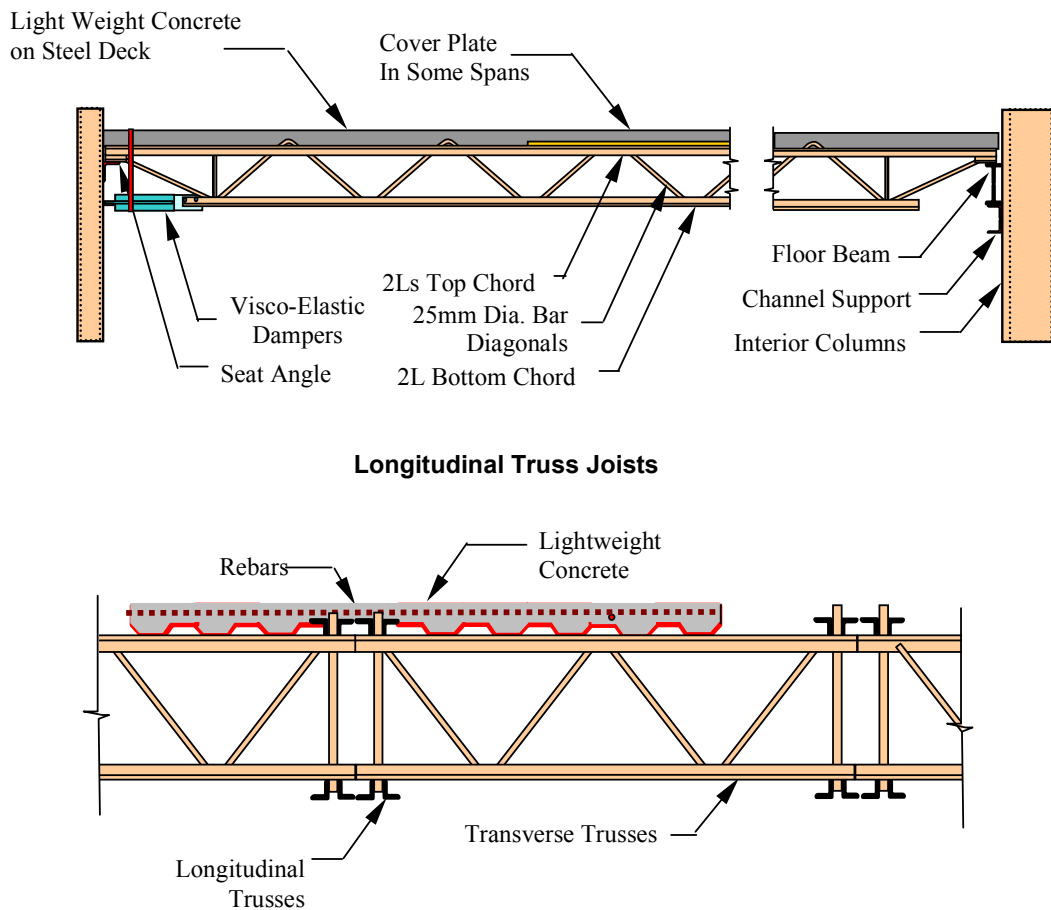 Light Weight Concrete
on Steel Deck
Cover Plate
In Some Spans
Visco-Elastic
Dampers
Seat Angle
2Ls Top Chord
25mm Dia. Bar
Diagonals
2L Bottom Chord
Floor Beam
Channel Support
Interior Columns
Longitudinal Truss Joists
Rebars
Lightweight
Concrete
Transverse Trusses
Longitudinal
Trusses